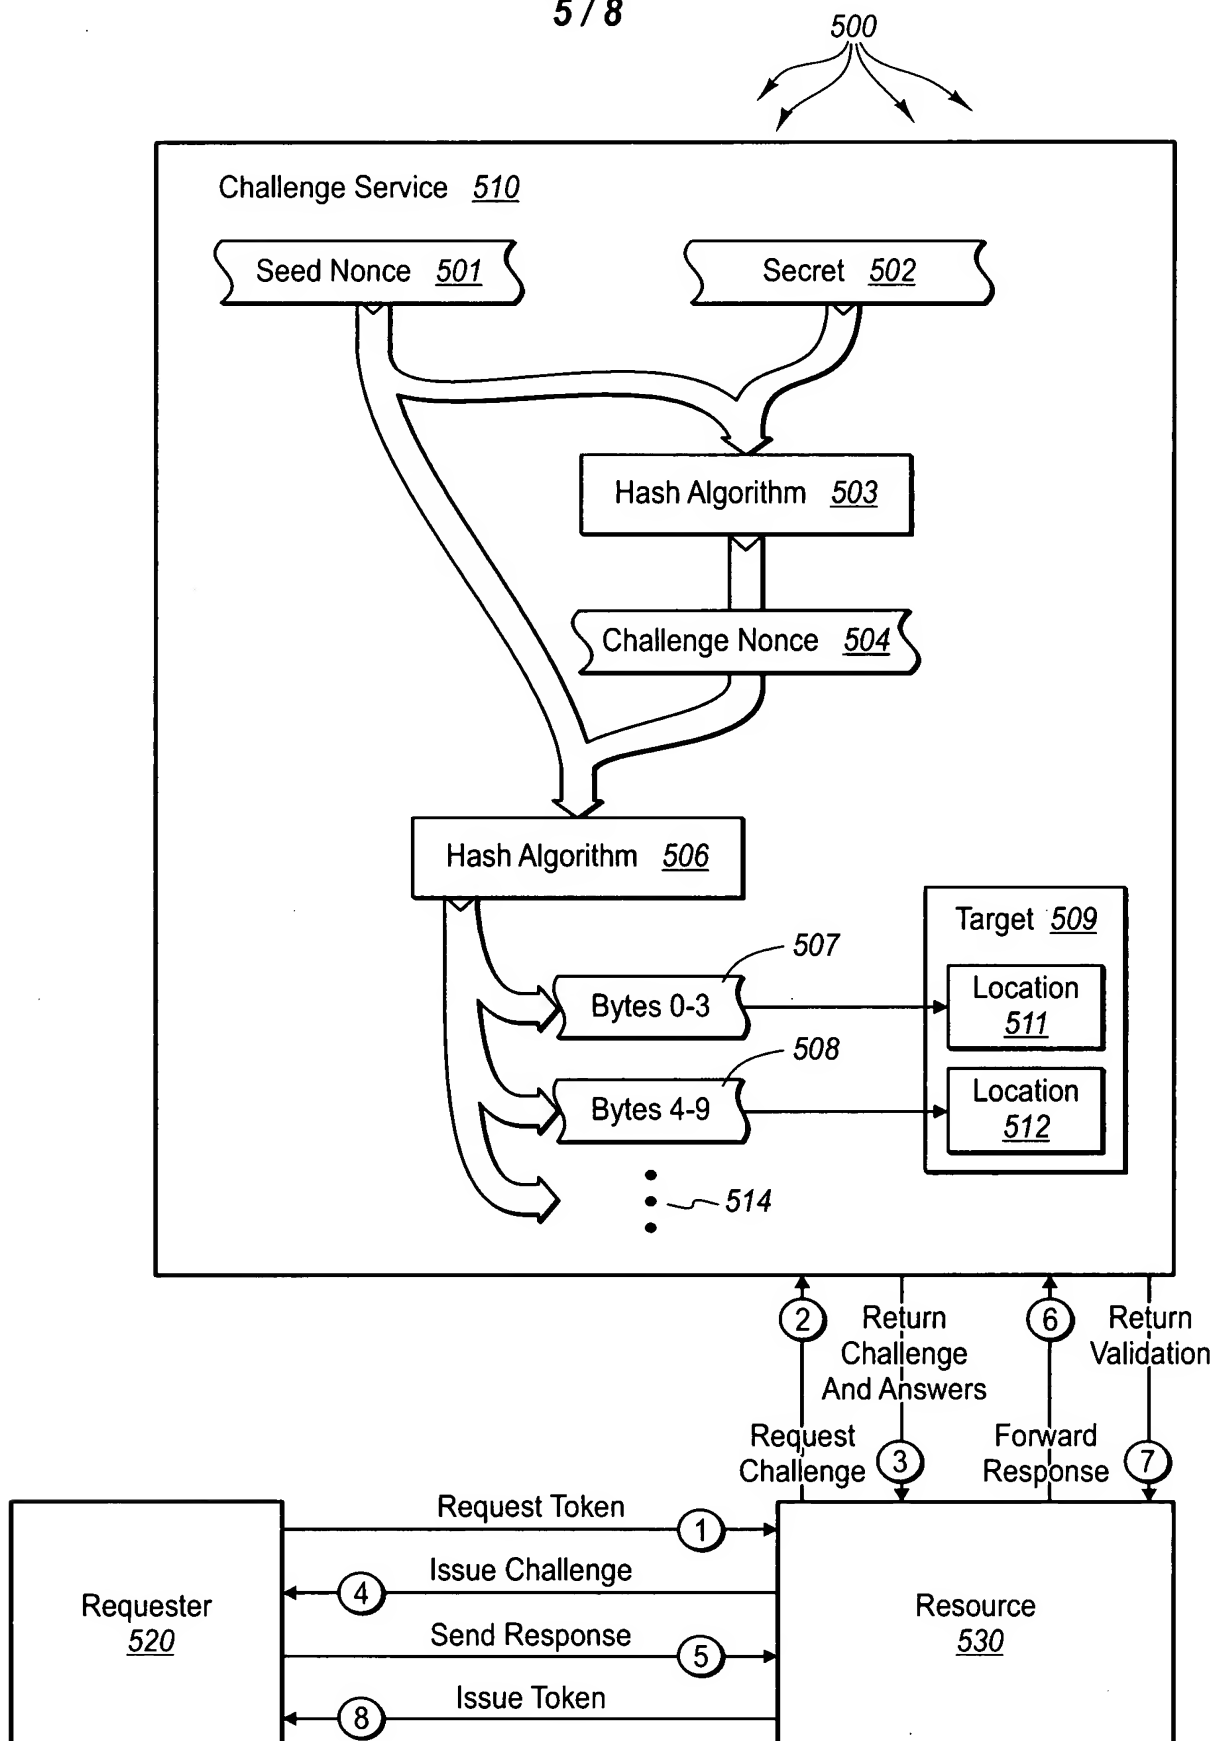 5 / 8
500
Challenge Service 510
Seed Nonce 501
Secret 502
Hash Algorithm 503
Challenge Nonce 504
Hash Algorithm 506
Target 509
507
Bytes 0-3
Location
511
508
Bytes 4-9
Location
512
514
2
Return
Challenge
And Answers
6
Return
Validation
Request
Challenge
3
Forward
Response
7
Request Token
1
Issue Challenge
4
Requester
520
Resource
530
Send Response
5
Issue Token
8